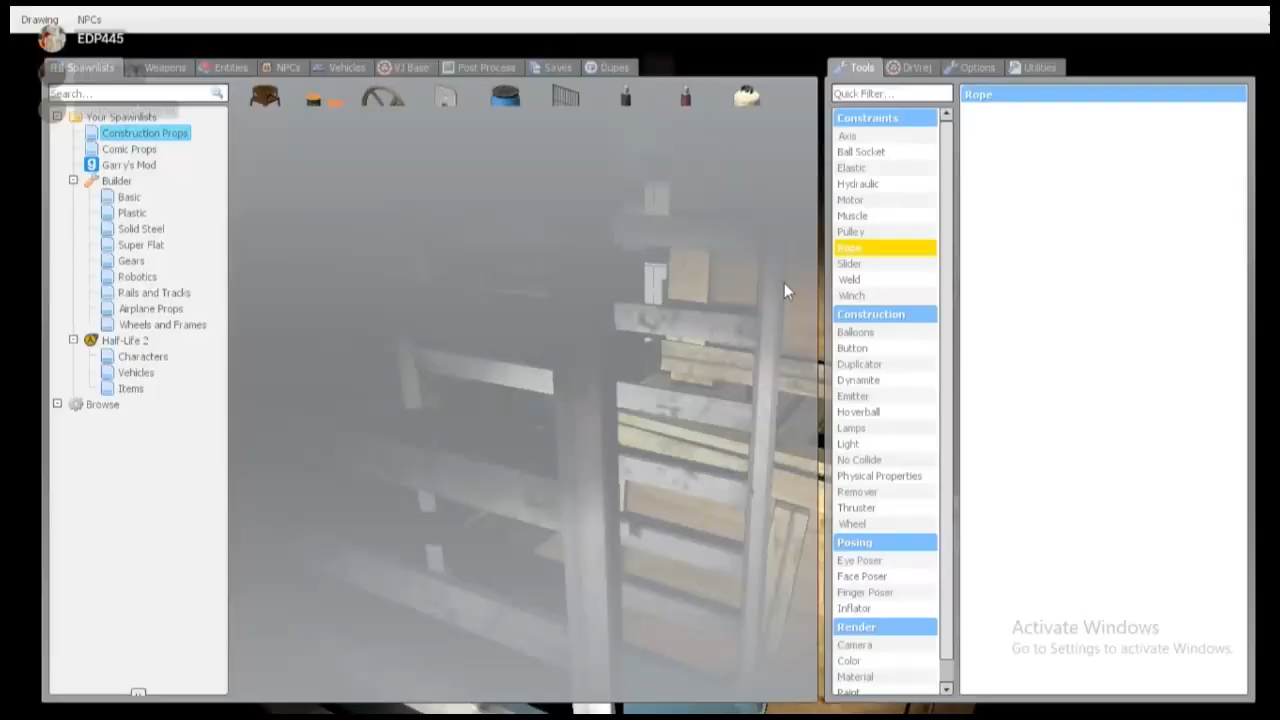 Drawing NPCs
EDP445
Spawnlists Weapons Entities NPCs Vehicles VJ Base Post Process Saves Dupes
Tools DrVrej Options Utilities
Search...
Your Spawnlists
Construction Props
Comic Props
Garry's Mod
Builder
Basic
Plastic
Solid Steel
Super Flat
Gears
Robotics
Rails and Tracks
Airplane Props
Wheels and Frames
Half-Life 2
Characters
Vehicles
Items
Browse
Quick Filter...
Constraints
Axis
Ball Socket
Elastic
Hydraulic
Motor
Muscle
Pulley
Rope
Slider
Weld
Winch
Construction
Balloons
Button
Duplicator
Dynamite
Emitter
Hoverball
Lamps
Light
No Collide
Physical Properties
Remover
Thruster
Wheel
Posing
Eye Poser
Face Poser
Finger Poser
Inflator
Render
Camera
Color
Material
Paint
Rope
Activate Windows
Go to Settings to activate Windows.